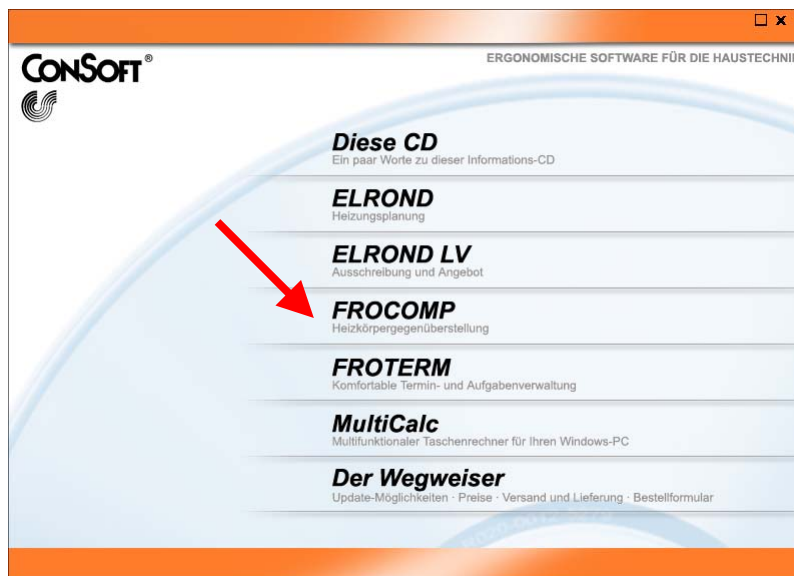 CONSOFT®
ERGONOMISCHE SOFTWARE FÜR DIE HAUSTECHNI
Diese CD
Ein paar Worte zu dieser Informations-CD
ELROND
Heizungsplanung
ELROND LV
Ausschreibung und Angebot
FROCOMP
Heizkörpergegenüberstellung
FROTERM
Komfortable Termin- und Aufgabenverwaltung
MultiCalc
Multifunktionaler Taschenrechner für Ihren Windows-PC
Der Wegweiser
Update-Möglichkeiten · Preise · Versand und Lieferung · Bestellformular